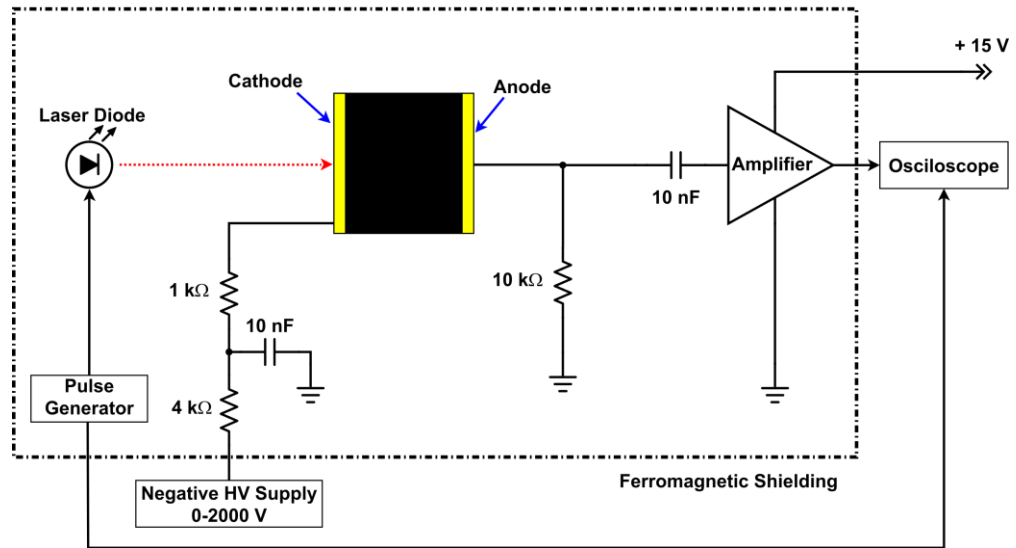 + 15 V
Cathode
Anode
Laser Diode
Amplifier
Osciloscope
10 nF
1 kΩ
10 kΩ
10 nF
Pulse
Generator
4 kΩ
Ferromagnetic Shielding
Negative HV Supply
0-2000 V